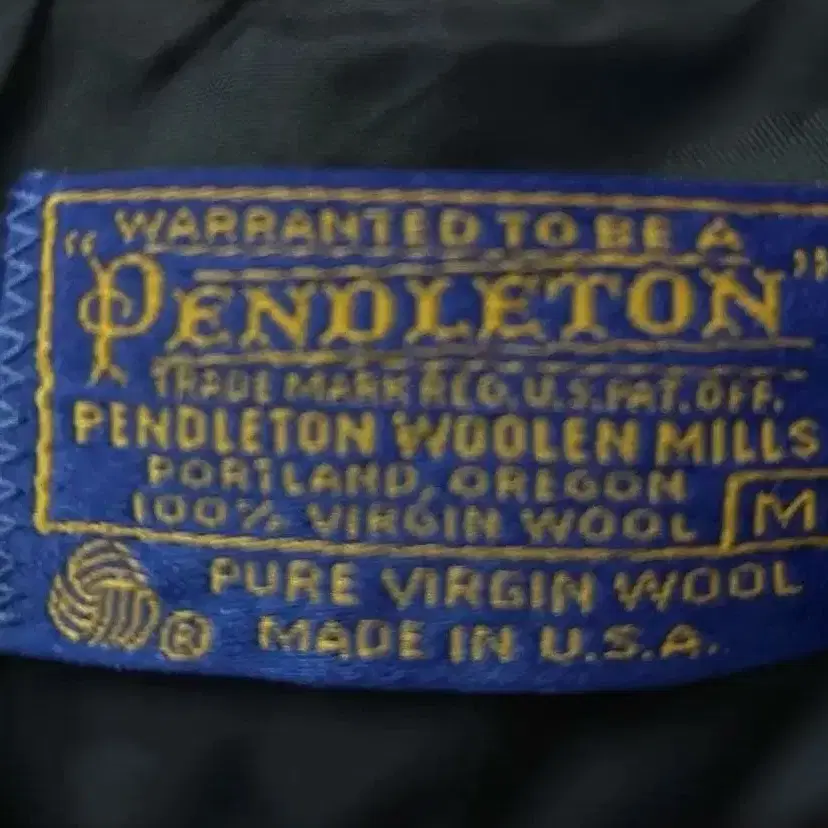 WARRANTED TO BE A
"PENDLETON"
TRADE MARK REG. U.S. PAT. OFF.
PENDLETON WOOLEN MILLS
PORTLAND, OREGON
100% VIRGIN WOOL M
PURE VIRGIN WOOL
® MADE IN U.S.A.